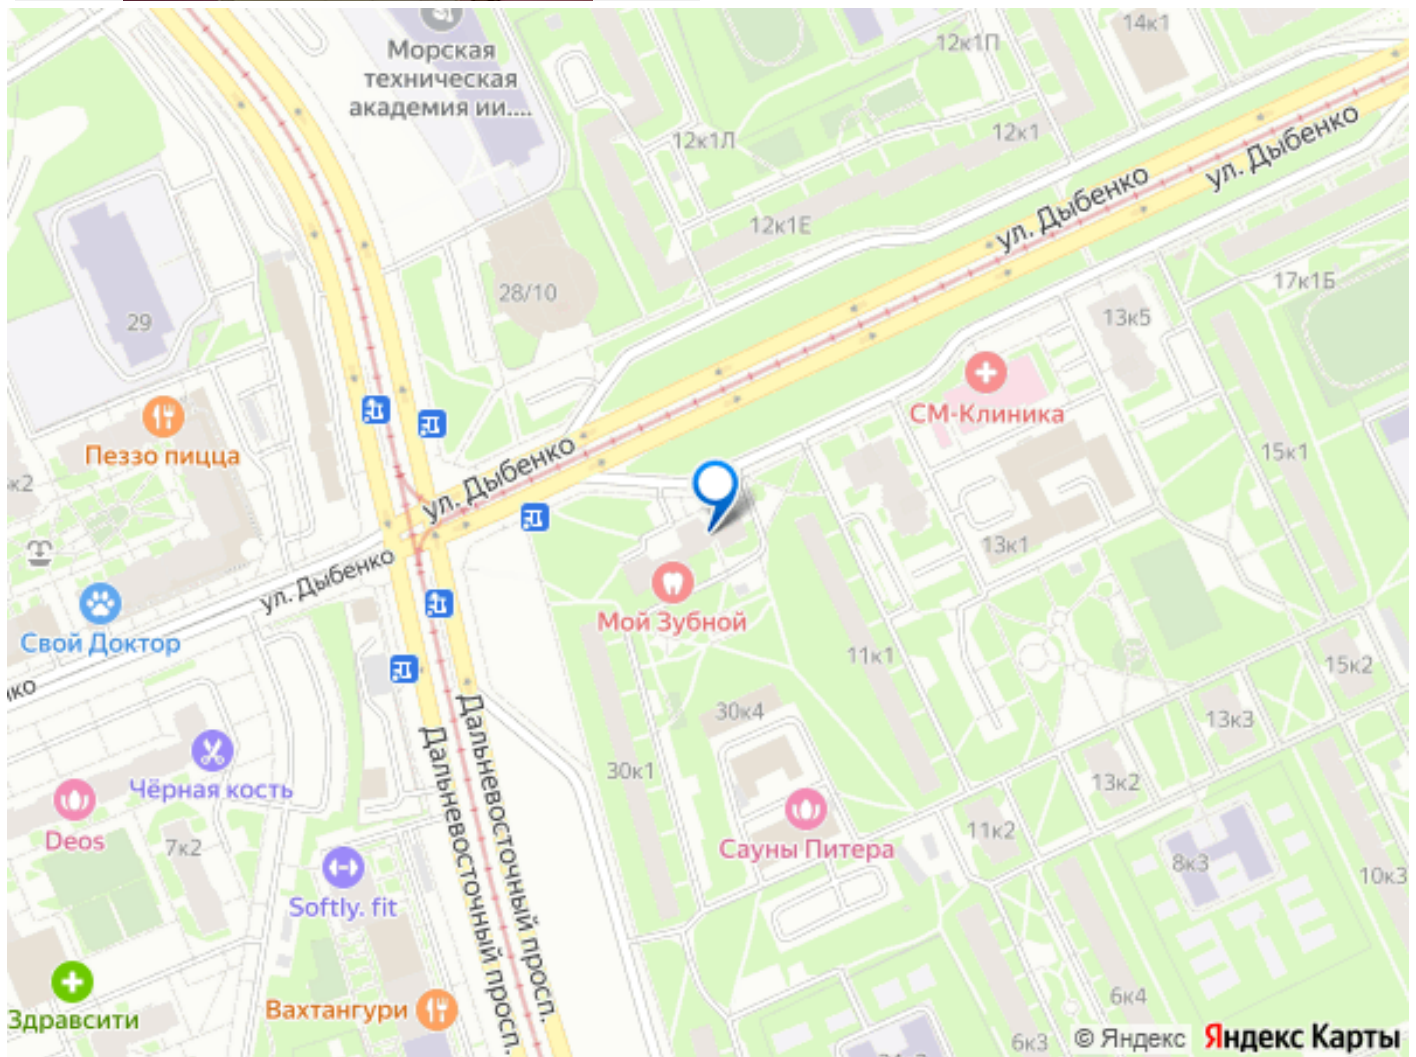 Морская
техническая
академия ии....
14к1
12к1П
12к1Л
12к1
ул. Дыбенко
ул. Дыбенко
12к1Е
28/10
17к1Б
29
13к5
СМ-Клиника
Пеззо пицца
15к1
к2
ул. Дыбенко
13к1
ул. Дыбенко
Свой Доктор
Мой Зубной
11к1
15к2
ко
30к4
13к3
Дальневосточный просп.
Дальневосточный просп.
30к1
13к2
Чёрная кость
Deos
7к2
11к2
Сауны Питера
8к3
10к3
Softly. fit
Вахтангури
Здравсити
6к4
6к3
© Яндекс Яндекс Карты